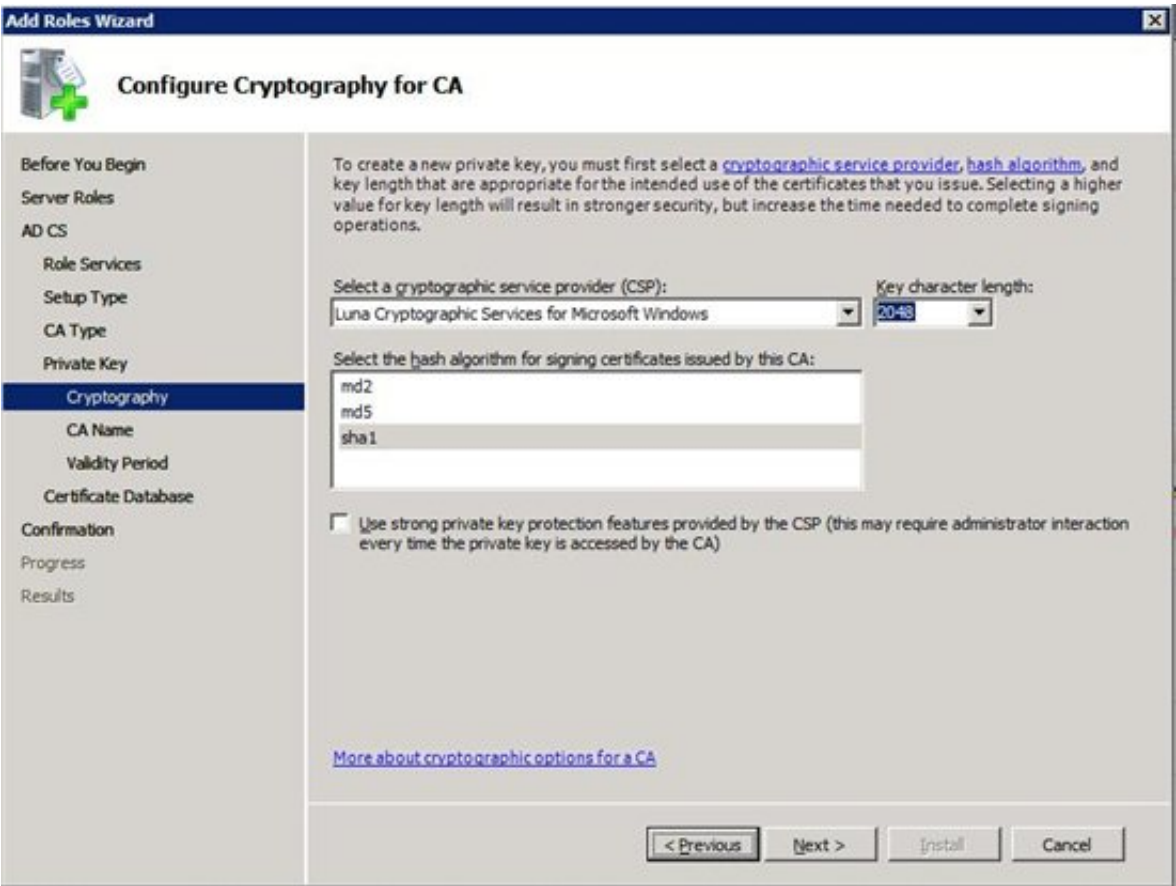 Add Roles Wizard
Configure Cryptography for CA
Before You Begin
Server Roles
AD CS
Role Services
Setup Type
CA Type
Private Key
Cryptography
CA Name
Validity Period
Certificate Database
Confirmation
Progress
Results
To create a new private key, you must first select a cryptographic service provider, hash algorithm, and
key length that are appropriate for the intended use of the certificates that you issue. Selecting a higher
value for key length will result in stronger security, but increase the time needed to complete signing
operations.
Select a cryptographic service provider (CSP):
Key character length:
Luna Cryptographic Services for Microsoft Windows
2048
Select the hash algorithm for signing certificates issued by this CA:
md2
md5
sha1
Use strong private key protection features provided by the CSP (this may require administrator interaction
every time the private key is accessed by the CA)
More about cryptographic options for a CA
< Previous
Next >
Install
Cancel